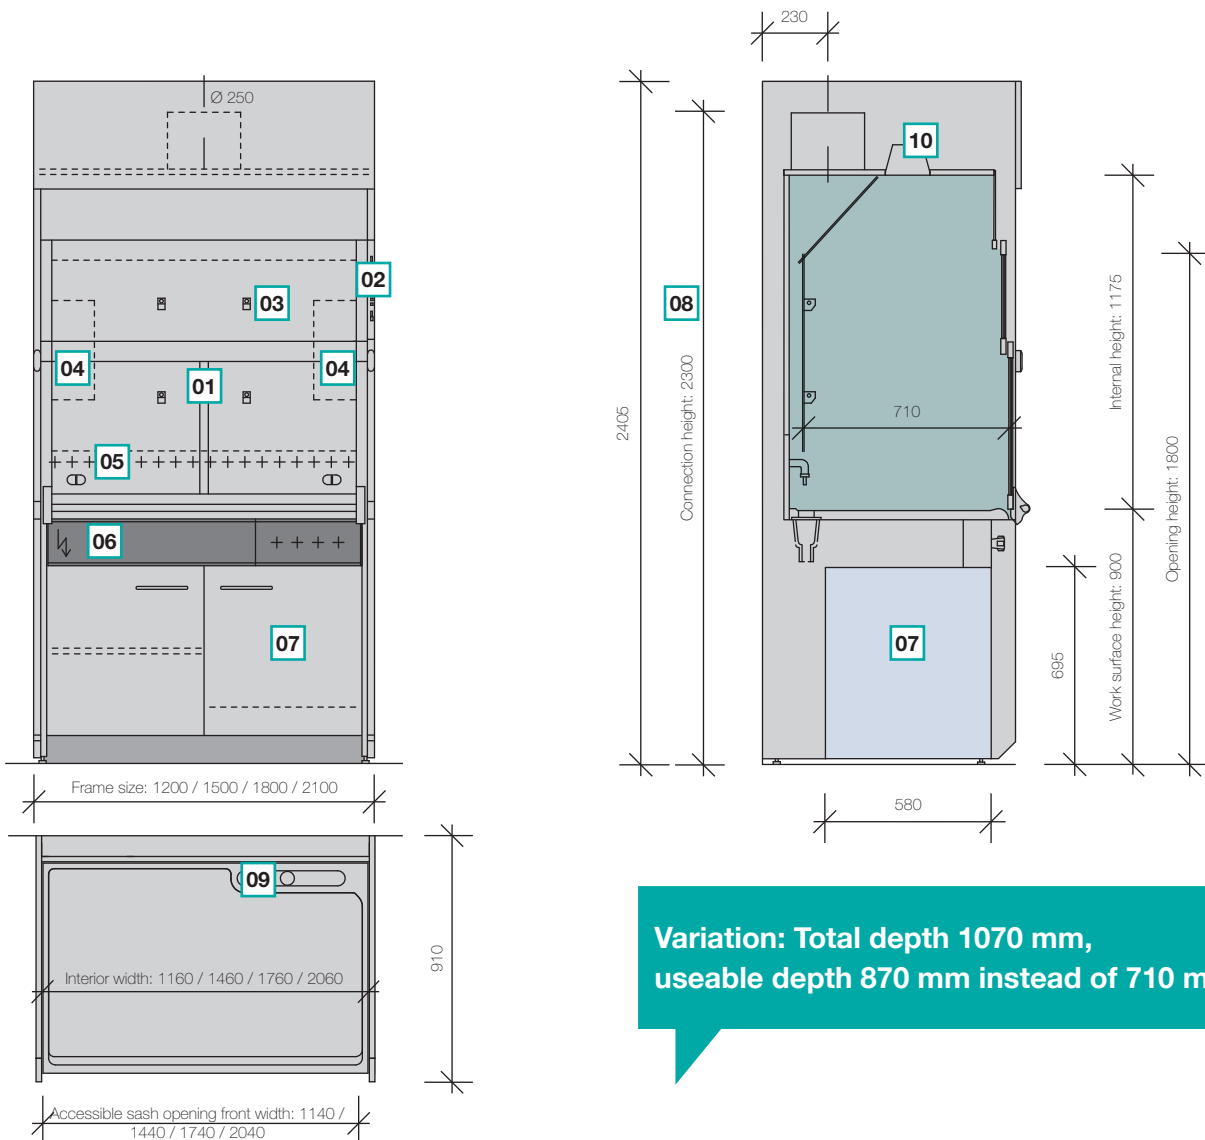 Ø 250
02
03
04
04
01
05
06
07
Frame size: 1200 / 1500 / 1800 / 2100
09
Interior width: 1160 / 1460 / 1760 / 2060
910
Accessible sash opening front width: 1140 /
1440 / 1740 / 2040
230
10
08
2405
Connection height: 2300
710
Internal height: 1175
Opening height: 1800
Work surface height: 900
695
07
580
Variation: Total depth 1070 mm,
useable depth 870 mm instead of 710 m